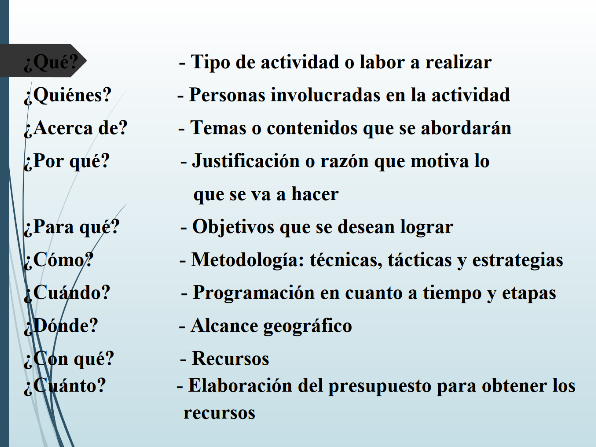 ¿Qué? - Tipo de actividad o labor a realizar
¿Quiénes? - Personas involucradas en la actividad
¿Acerca de? - Temas o contenidos que se abordarán
¿Por qué? - Justificación o razón que motiva lo
que se va a hacer
¿Para qué? - Objetivos que se desean lograr
¿Cómo? - Metodología: técnicas, tácticas y estrategias
¿Cuándo? - Programación en cuanto a tiempo y etapas
¿Dónde? - Alcance geográfico
¿Con qué? - Recursos
¿Cuánto? - Elaboración del presupuesto para obtener los
recursos